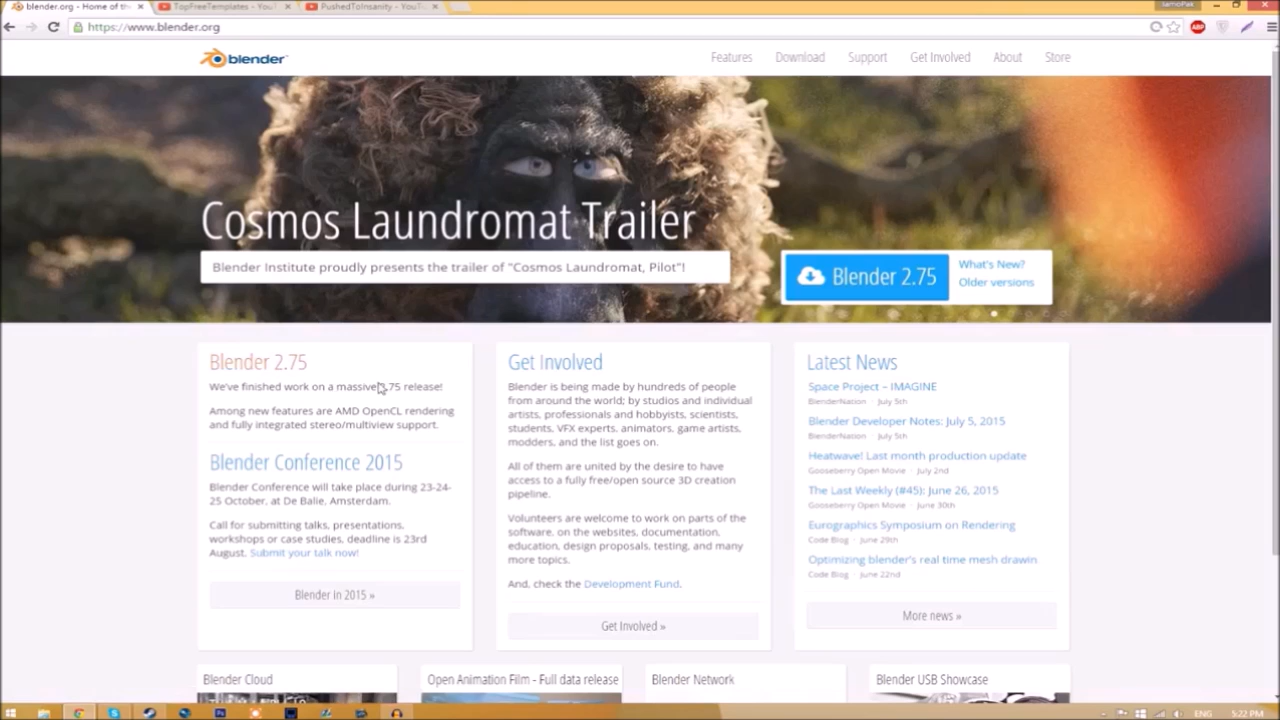 blender.org - Home of th
TopFreeTemplates - YouT
PushedToInsanity - YouT
SamoPak
https://www.blender.org
ABP
blender
Features
Download
Support
Get Involved
About
Store
Cosmos Laundromat Trailer
Blender Institute proudly presents the trailer of "Cosmos Laundromat, Pilot"!
Blender 2.75
What's New?
Older versions
Blender 2.75
We've finished work on a massive 2.75 release!
Among new features are AMD OpenCL rendering
and fully integrated stereo/multiview support.
Blender Conference 2015
Blender Conference will take place during 23-24-
25 October, at De Balie, Amsterdam.
Call for submitting talks, presentations,
workshops or case studies, deadline is 23rd
August. Submit your talk now!
Blender in 2015 »
Get Involved
Blender is being made by hundreds of people
from around the world; by studios and individual
artists, professionals and hobbyists, scientists,
students, VFX experts, animators, game artists,
modders, and the list goes on.
All of them are united by the desire to have
access to a fully free/open source 3D creation
pipeline.
Volunteers are welcome to work on parts of the
software, on the websites, documentation,
education, design proposals, testing, and many
more topics.
And, check the Development Fund.
Get Involved »
Latest News
Space Project – IMAGINE
BlenderNation · July 5th
Blender Developer Notes: July 5, 2015
BlenderNation · July 5th
Heatwave! Last month production update
Gooseberry Open Movie · July 2nd
The Last Weekly (#45): June 26, 2015
Gooseberry Open Movie · June 30th
Eurographics Symposium on Rendering
Code Blog · June 29th
Optimizing blender's real time mesh drawin
Code Blog · June 22nd
More news »
Blender Cloud
Open Animation Film - Full data release
Blender Network
Blender USB Showcase
ENG
5:22 PM